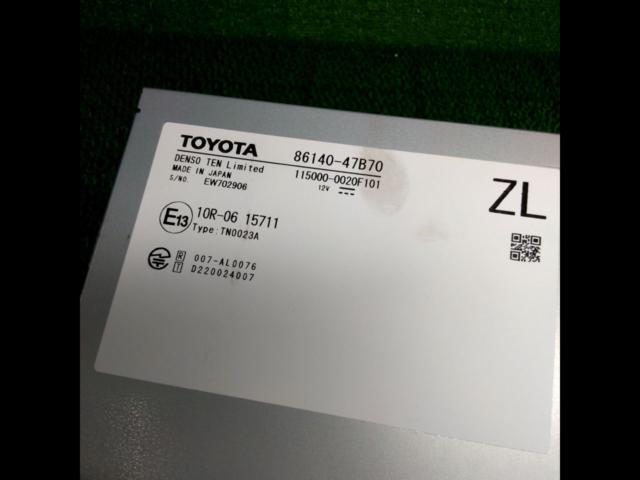 TOYOTA 86140-47B70
DENSO TEN Limited 115000-0020F101
MADE IN JAPAN 12V
S/NO. EW702906
ZL
E13 10R-06 15711
Type:TN0023A
R 007-AL0076
T D220024007